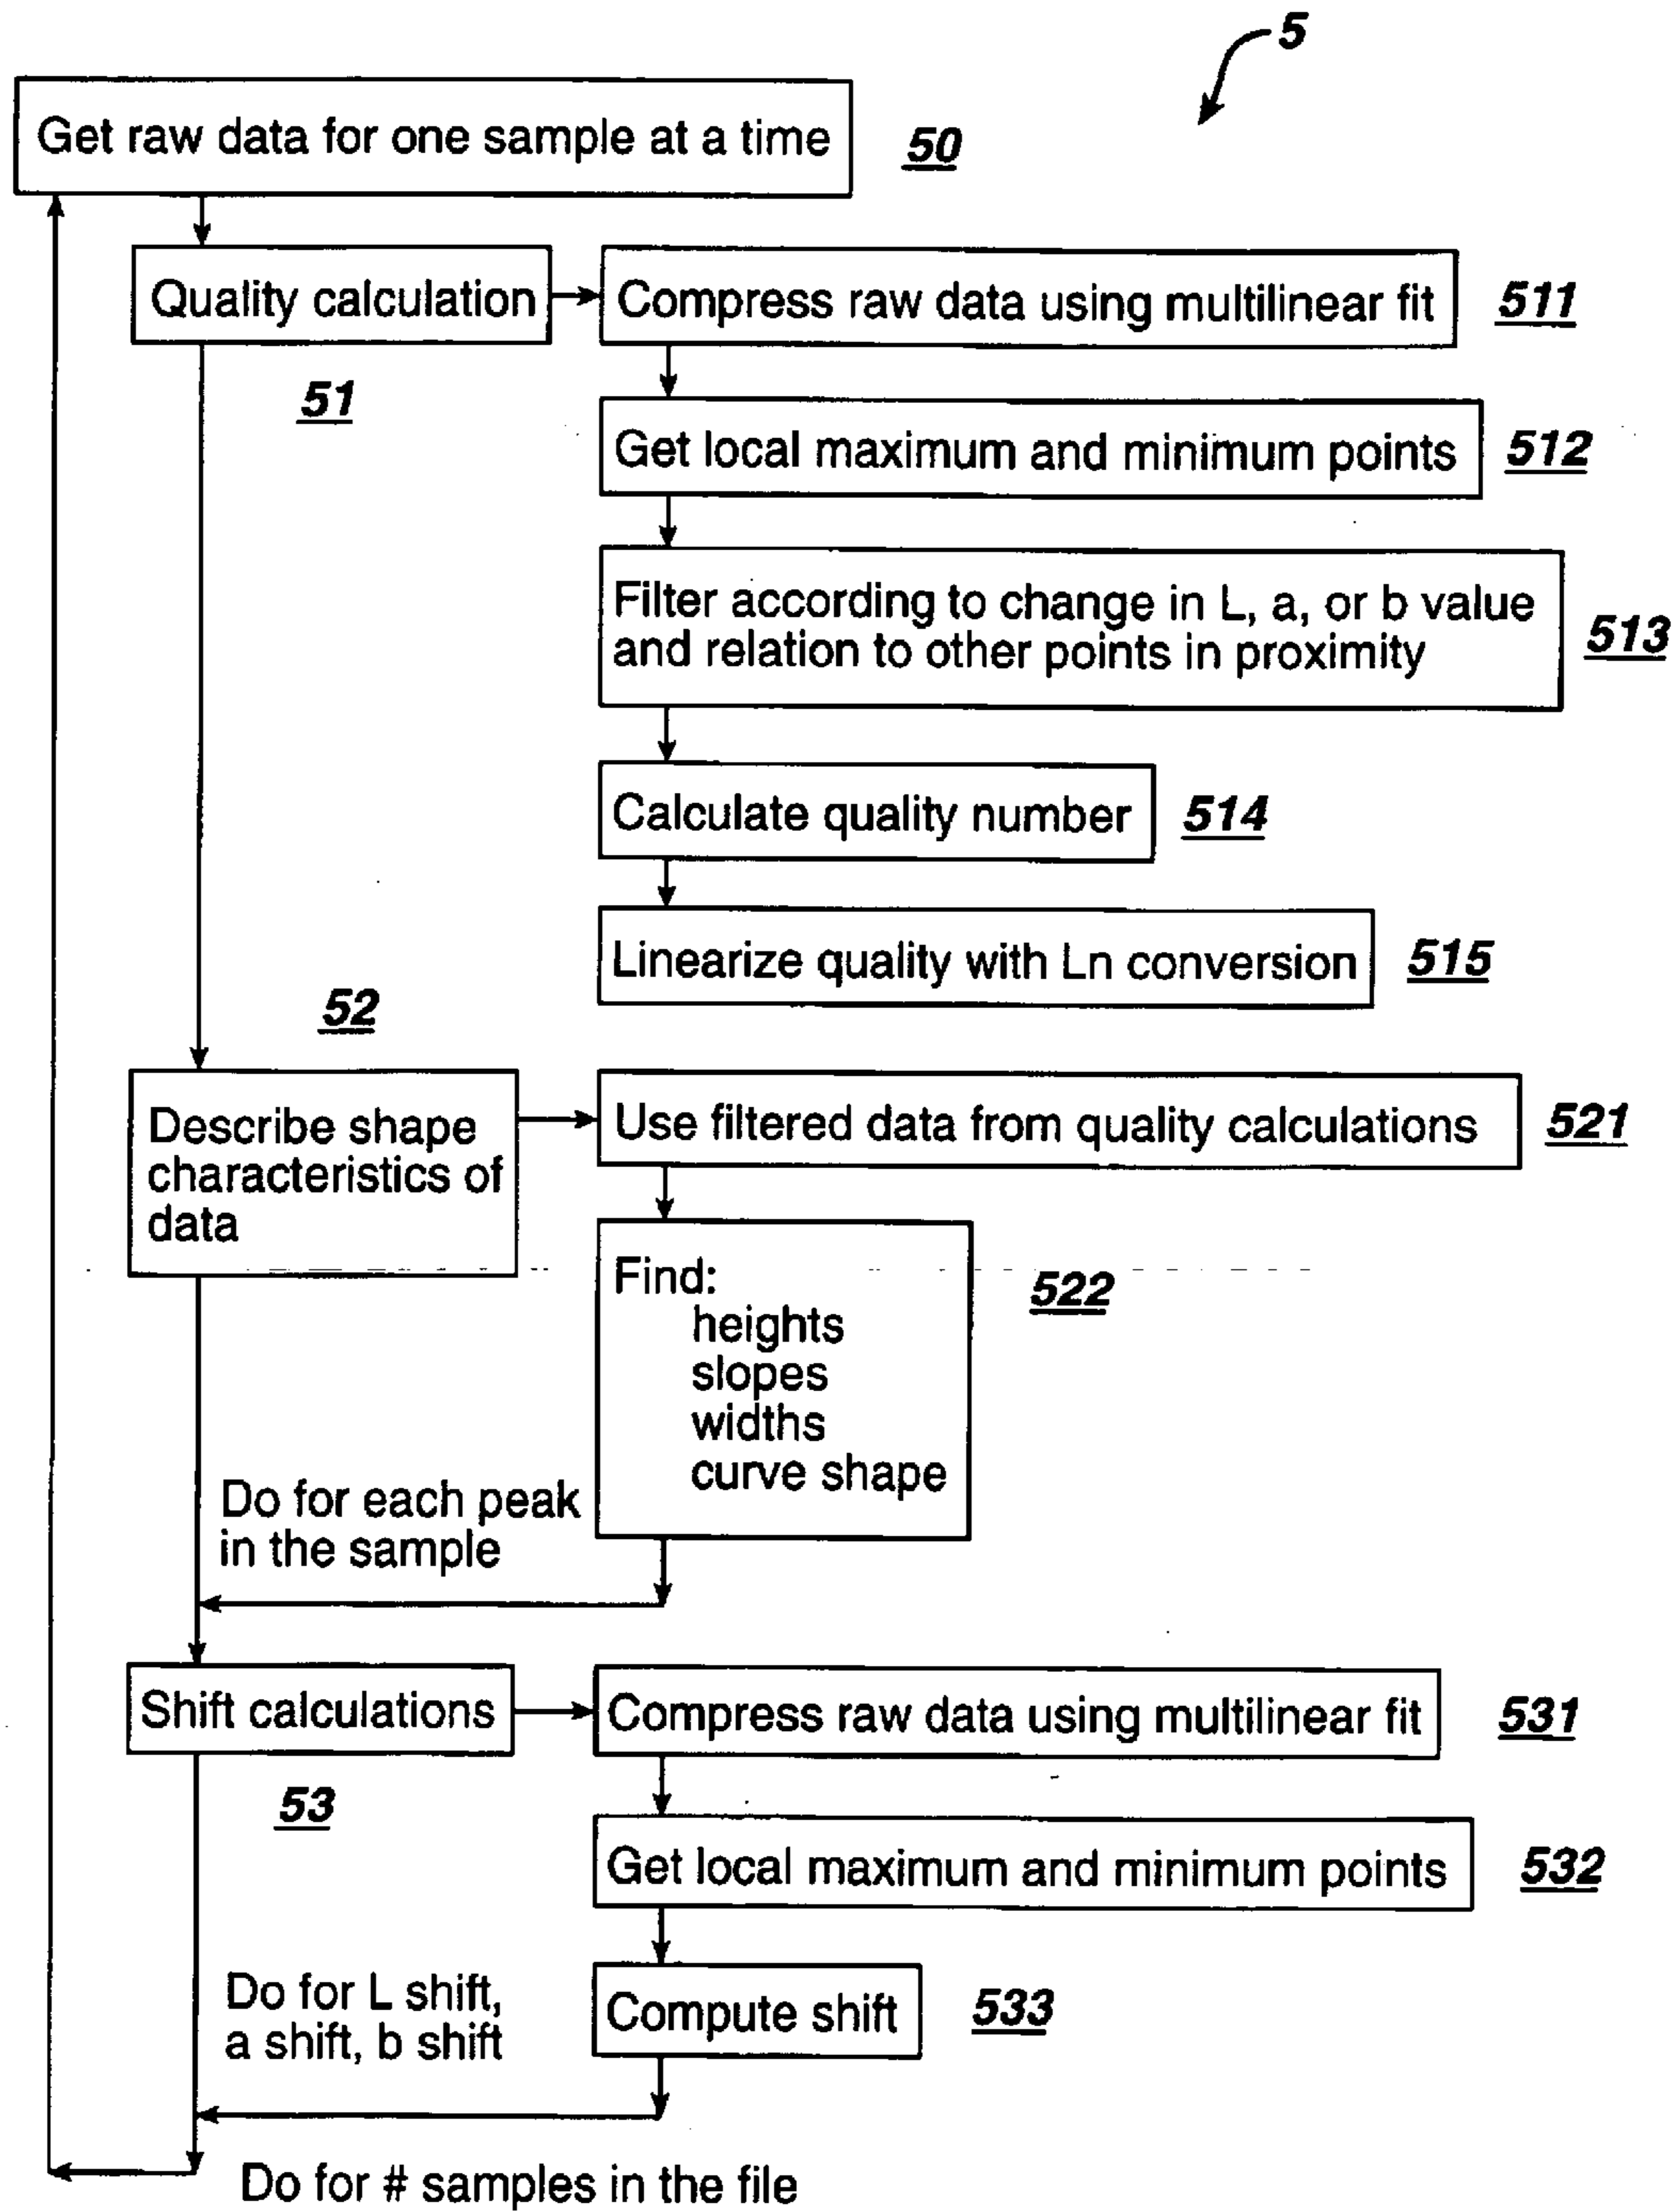 5
Get raw data for one sample at a time
50
Quality calculation
51
Compress raw data using multilinear fit
511
Get local maximum and minimum points
512
Filter according to change in L, a, or b value
and relation to other points in proximity
513
Calculate quality number
514
Linearize quality with Ln conversion
515
52
Describe shape
characteristics of
data
Use filtered data from quality calculations
521
Find:
heights
slopes
widths
curve shape
522
Do for each peak
in the sample
Shift calculations
53
Compress raw data using multilinear fit
531
Get local maximum and minimum points
532
Compute shift
533
Do for L shift,
a shift, b shift
Do for # samples in the file